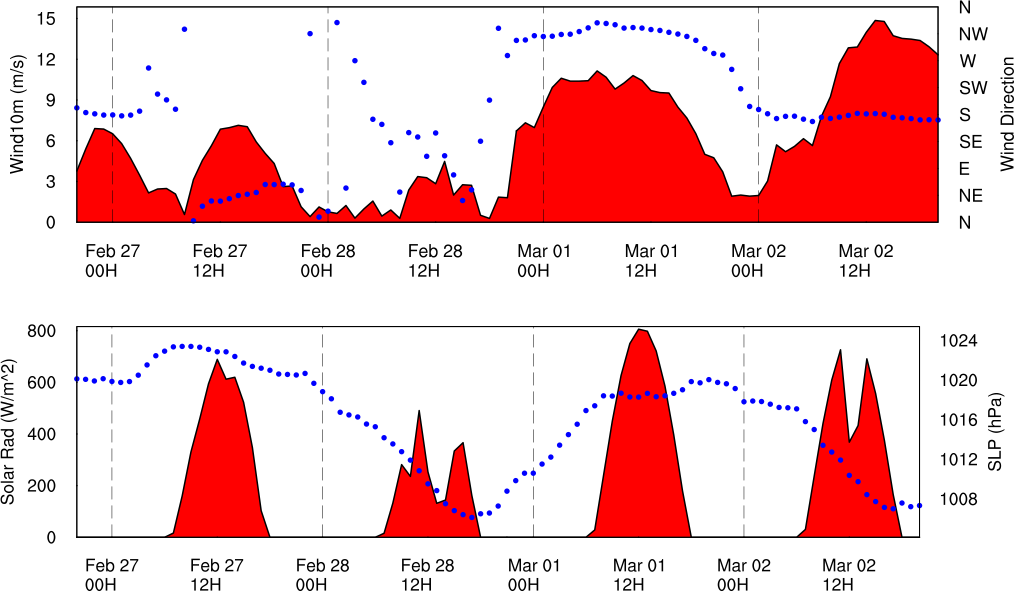 Wind10m (m/s)
15
12
9
6
3
0
N
NW
W
SW
S
SE
E
NE
N
Wind Direction
Feb 27 Feb 27 Feb 28 Feb 28 Mar 01 Mar 01 Mar 02 Mar 02
00H 12H 00H 12H 00H 12H 00H 12H
Solar Rad (W/m^2)
800
600
400
200
0
1024
1020
1016
1012
1008
SLP (hPa)
Feb 27 Feb 27 Feb 28 Feb 28 Mar 01 Mar 01 Mar 02 Mar 02
00H 12H 00H 12H 00H 12H 00H 12H